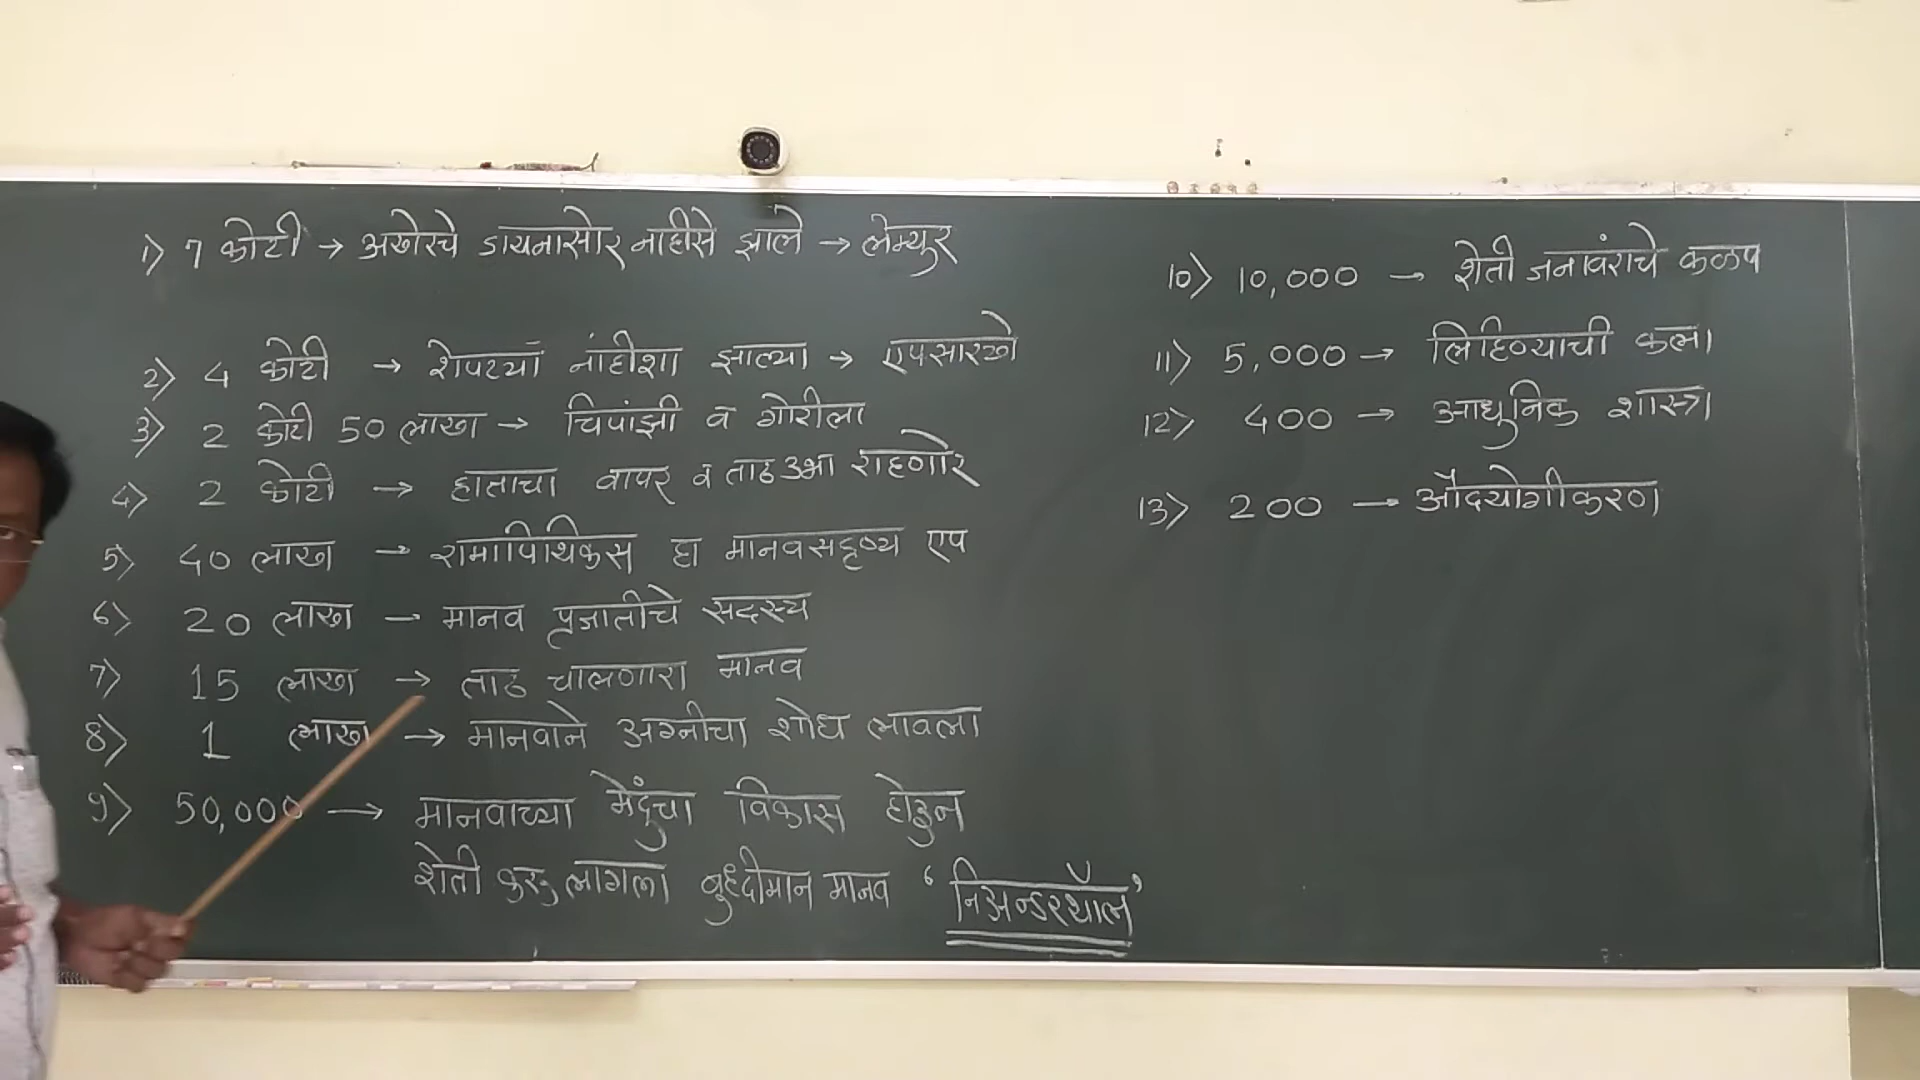 1) 7 कोटी → अखेरचे डायनासोर नाहीसे झाले → लेम्युर
2) 4 कोटी → शेपट्या नाहीशा झाल्या → एपसारखे
3) 2 कोटी 50 लाख → चिपांझी व गोरीला
4) 2 कोटी → हाताचा वापर व ताठ उभा राहणारे
5) 40 लाख → रामापिथिकस हा मानवसदृष्य एप
6) 20 लाख → मानव प्रजातीचे सदस्य
7) 15 लाख → ताठ चालणारा मानव
8) 1 लाख → मानवाने अग्नीचा शोध लावला
9) 50,000 → मानवाच्या मेंदुचा विकास होऊन
शेती करू लागला बुध्दीमान मानव ‘निअन्डरथॉल’
10) 10,000 → शेती जनावरांचे कळप
11) 5,000 → लिहिण्याची कला
12) 400 → आधुनिक शास्त्र
13) 200 → औदयोगीकरण